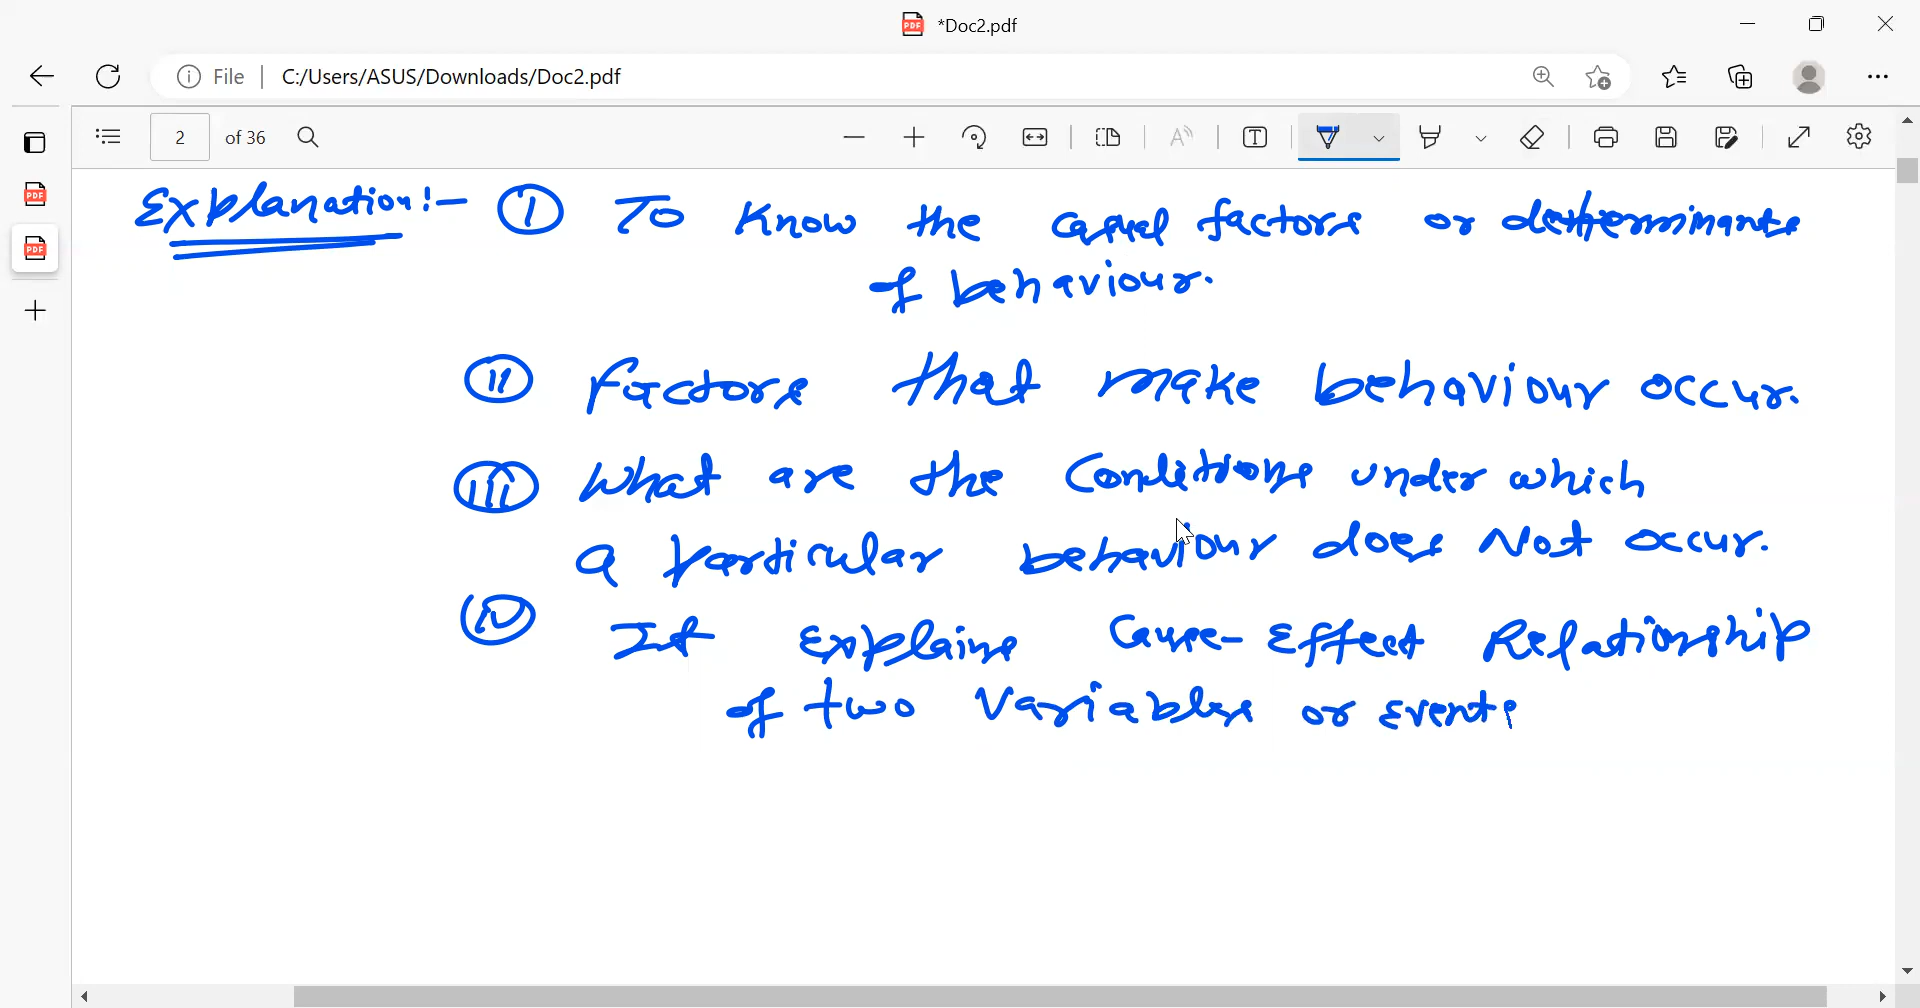 *Doc2.pdf
File | C:/Users/ASUS/Downloads/Doc2.pdf
2 of 36
Explanation:- (i) To Know the causal factors or determinants
of behaviour.
(ii) Factors that make behaviour occur.
(iii) What are the Conditions under which
a particular behaviour does Not occur.
(iv) It Explains Cause-Effect Relationship
of two Variables or events